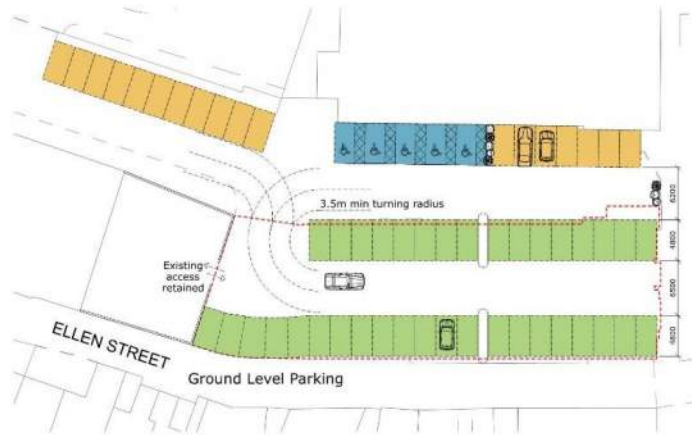 3.5m min turning radius
6200
4800
Existing
access
retained
6500
4800
ELLEN STREET
Ground Level Parking